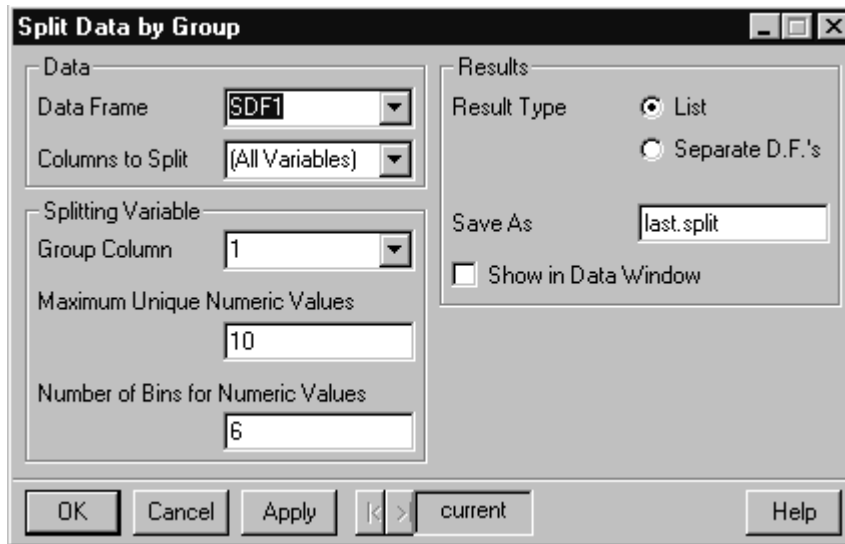 Split Data by Group
Data
Data Frame
SDF1
Columns to Split
(All Variables)
Splitting Variable
Group Column
1
Maximum Unique Numeric Values
10
Number of Bins for Numeric Values
6
Results
Result Type
List
Separate D.F.'s
Save As
last.split
Show in Data Window
OK
Cancel
Apply
current
Help